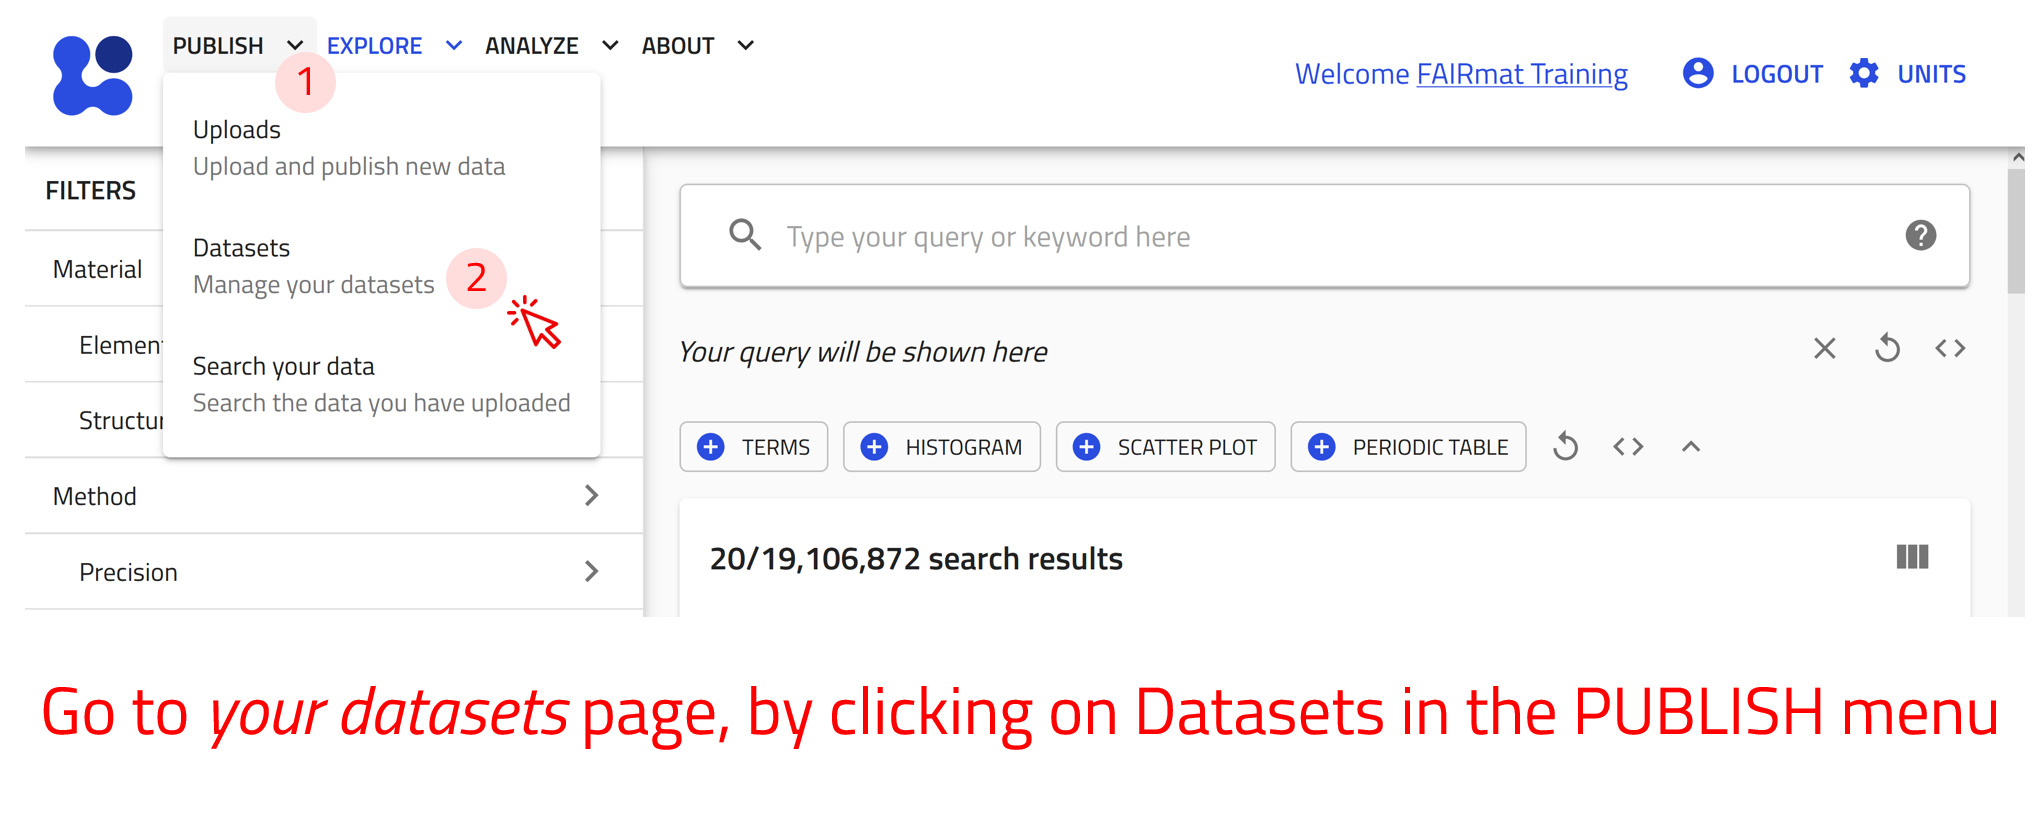 PUBLISH EXPLORE ANALYZE ABOUT
Welcome FAIRmat Training LOGOUT UNITS
1
Uploads
Upload and publish new data
Datasets
Manage your datasets
2
Search your data
Search the data you have uploaded
FILTERS
Material
Elemen
Structu
Method
Precision
Type your query or keyword here
?
Your query will be shown here
TERMS HISTOGRAM SCATTER PLOT PERIODIC TABLE
20/19,106,872 search results
Go to your datasets page, by clicking on Datasets in the PUBLISH menu